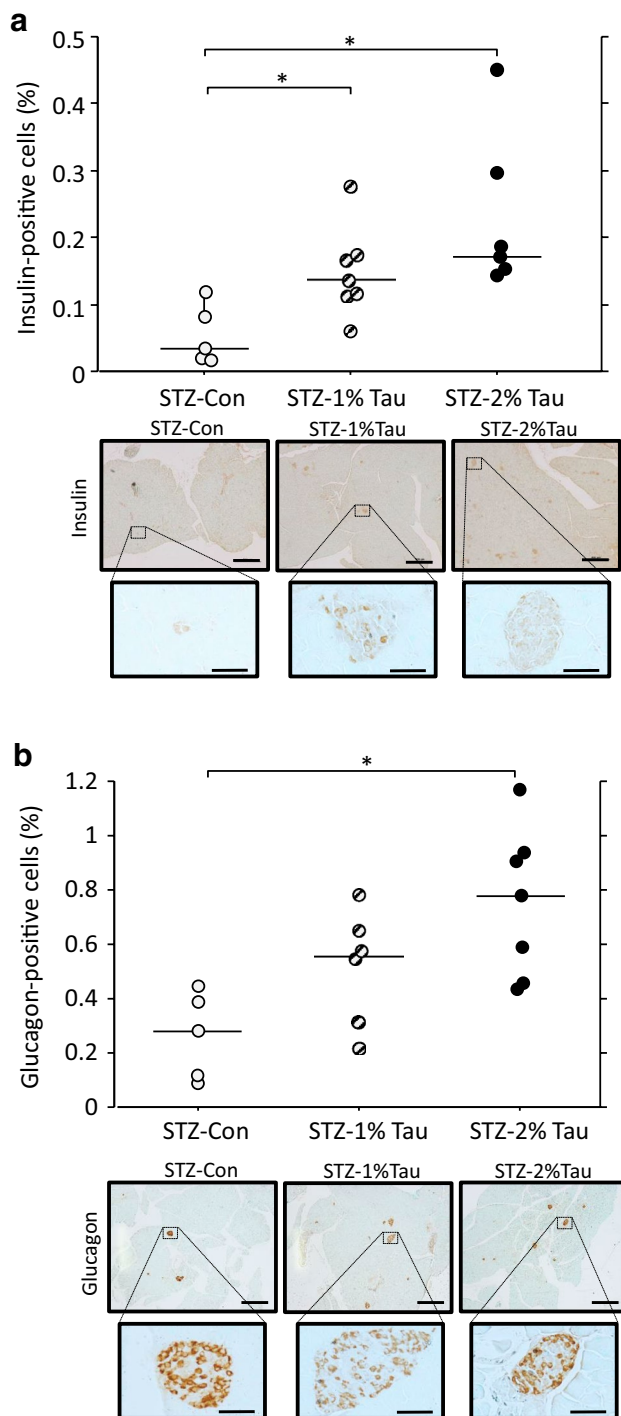 a
Insulin-positive cells (%)
0.5
0.4
0.3
0.2
0.1
0
*
*
STZ-Con STZ-1% Tau STZ-2% Tau
STZ-Con STZ-1%Tau STZ-2%Tau
Insulin
b
Glucagon-positive cells (%)
1.2
1
0.8
0.6
0.4
0.2
0
*
STZ-Con STZ-1% Tau STZ-2% Tau
STZ-Con STZ-1%Tau STZ-2%Tau
Glucagon